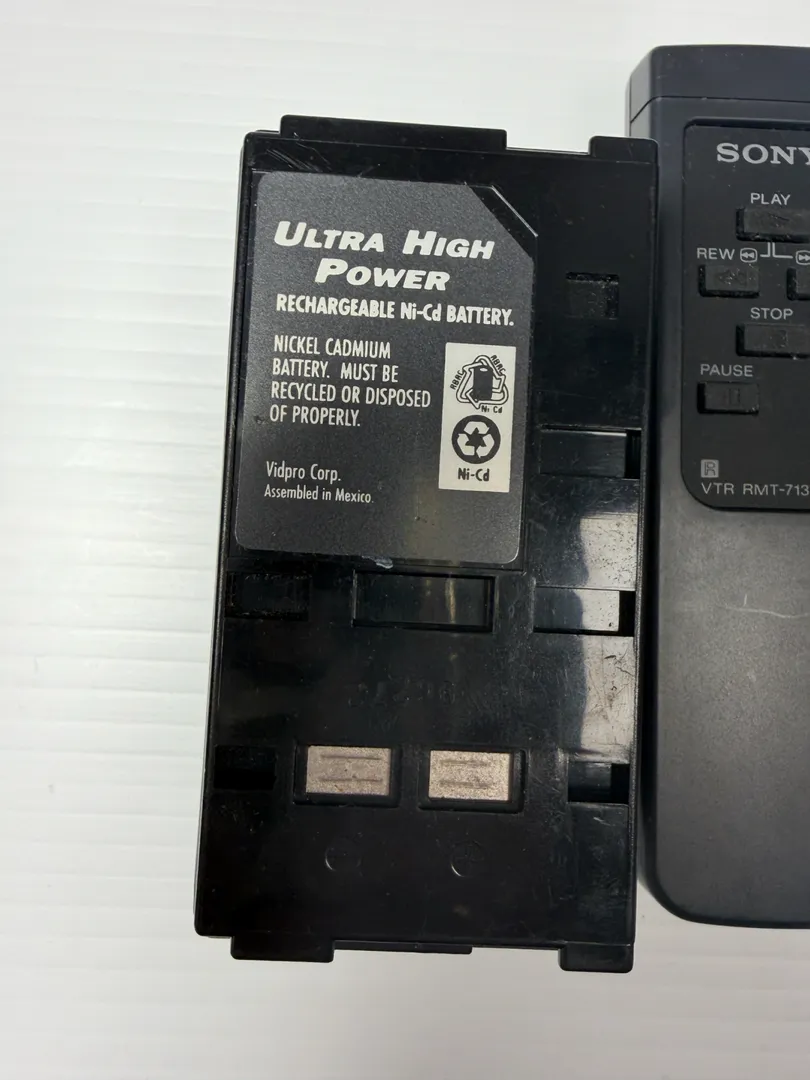 ULTRA HIGH
POWER
RECHARGEABLE Ni-Cd BATTERY.
NICKEL CADMIUM
BATTERY. MUST BE
RECYCLED OR DISPOSED
OF PROPERLY.
RBRC
RBRC
Ni Cd
Ni-Cd
Vidpro Corp.
Assembled in Mexico.
SONY
PLAY
REW
STOP
PAUSE
R
VTR RMT-713